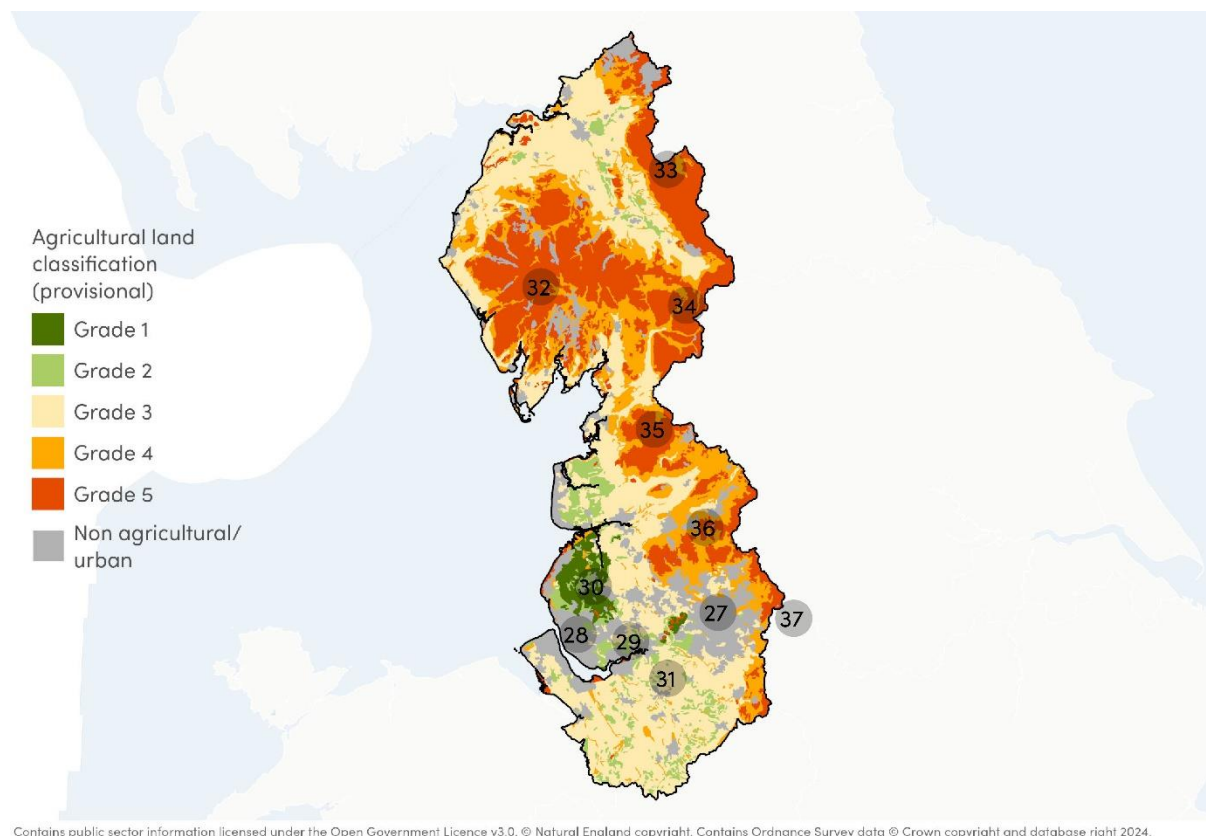 Agricultural land
classification
(provisional)
Grade 1
Grade 2
Grade 3
Grade 4
Grade 5
Non agricultural/
urban
33
32
34
35
36
30
27
37
28
29
31
Contains public sector information licensed under the Open Government Licence v3.0. © Natural England copyright. Contains Ordnance Survey data © Crown copyright and database right 2024.